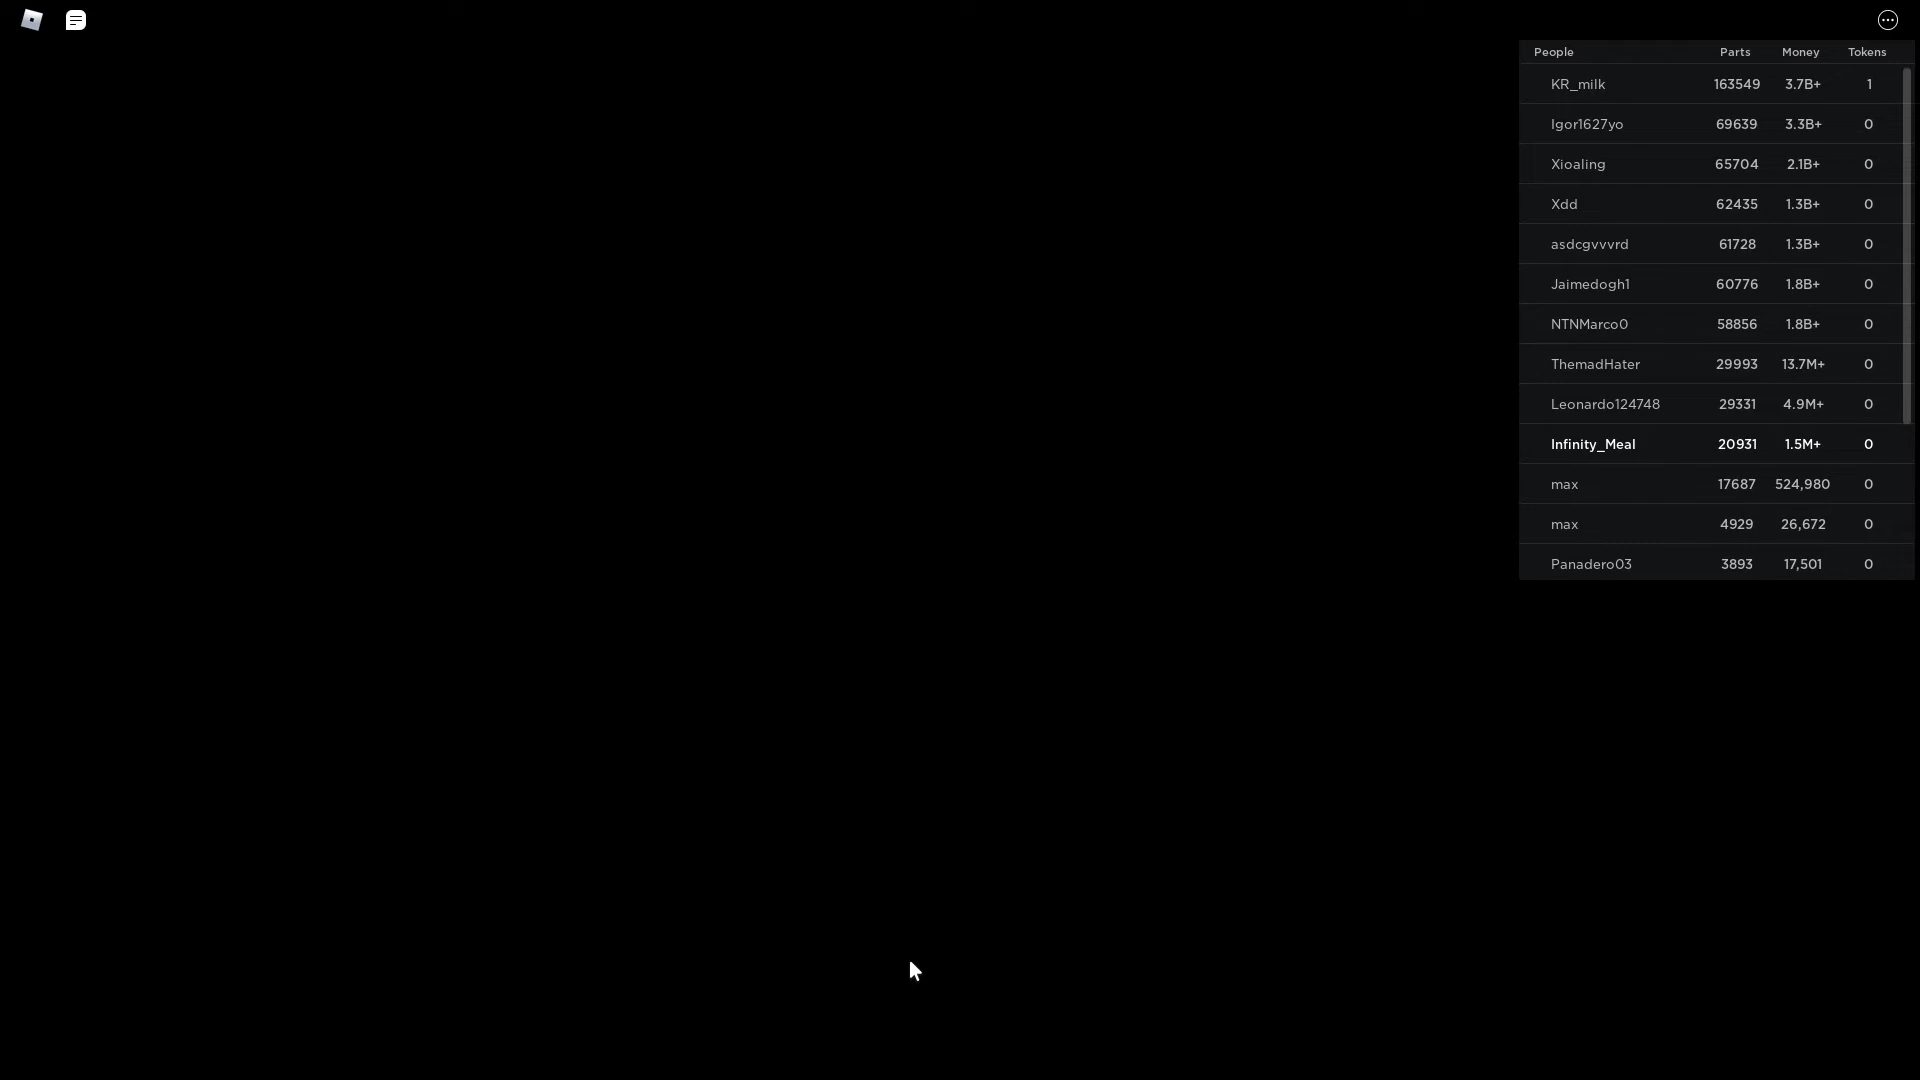 People Parts Money Tokens
KR_milk 163549 3.7B+ 1
Igor1627yo 69639 3.3B+ 0
Xioaling 65704 2.1B+ 0
Xdd 62435 1.3B+ 0
asdcgvvvrd 61728 1.3B+ 0
Jaimedogh1 60776 1.8B+ 0
NTNMarco0 58856 1.8B+ 0
ThemadHater 29993 13.7M+ 0
Leonardo124748 29331 4.9M+ 0
Infinity_Meal 20931 1.5M+ 0
max 17687 524,980 0
max 4929 26,672 0
Panadero03 3893 17,501 0